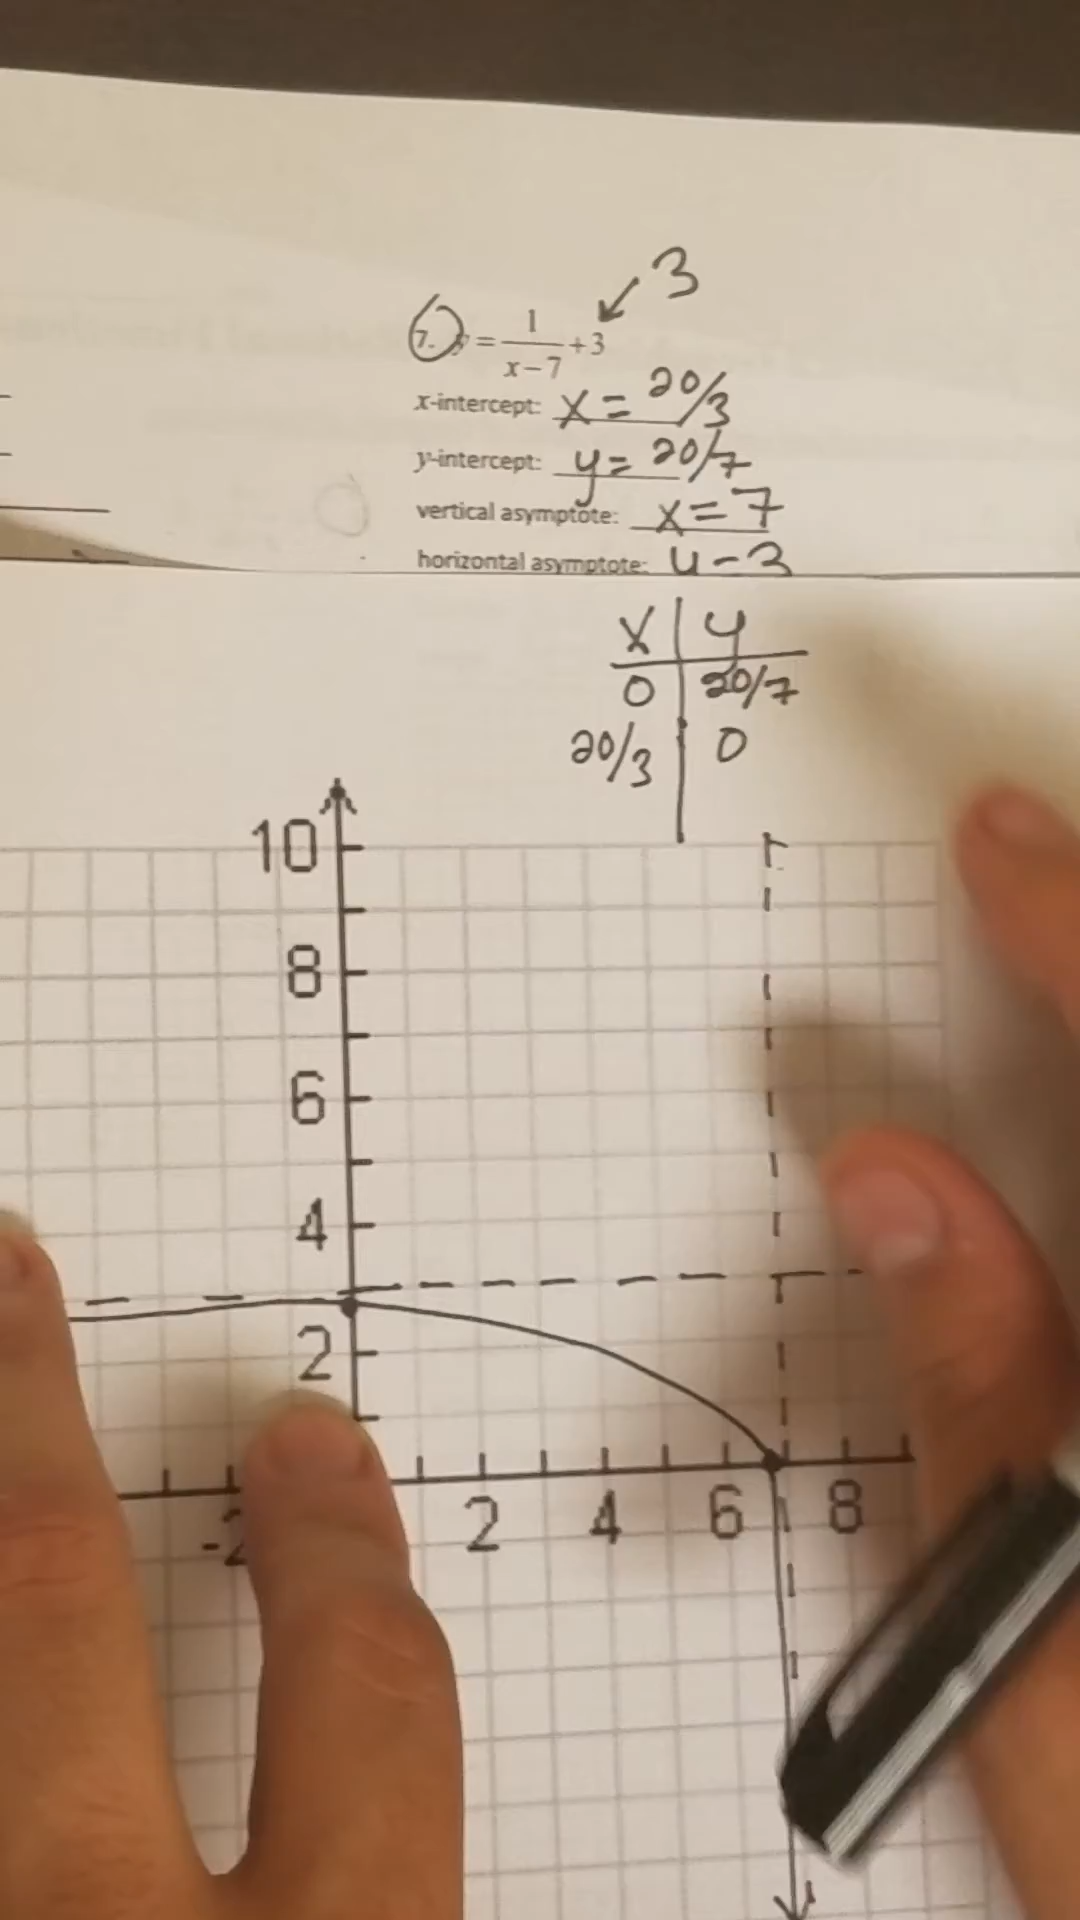 3
7. y = 1/(x-7) +3
x-intercept: x = 20/3
y-intercept: y = 20/7
vertical asymptote: x = 7
horizontal asymptote: y = 3
x | y
0 | 20/7
20/3 | 0
10
8
6
4
2
-2 2 4 6 8